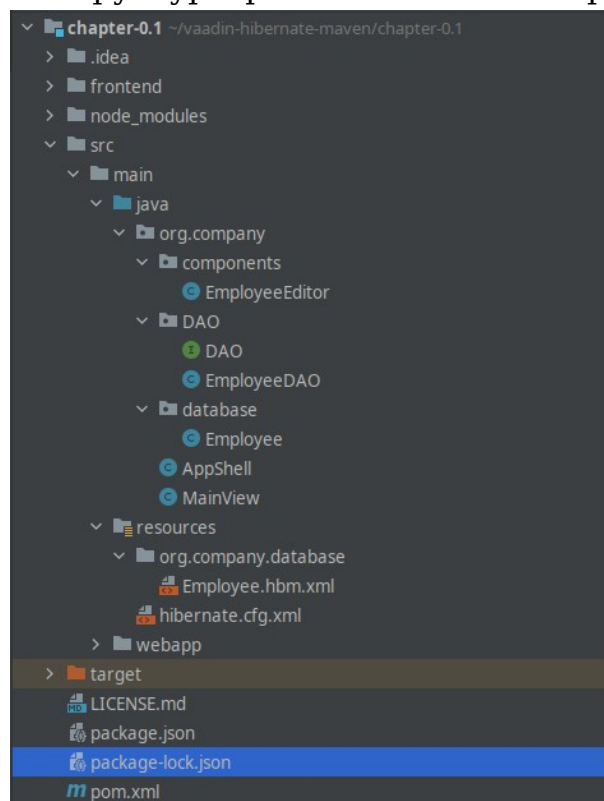 chapter-0.1 ~/vaadin-hibernate-maven/chapter-0.1
.idea
frontend
node_modules
src
main
java
org.company
components
EmployeeEditor
DAO
I DAO
C EmployeeDAO
database
C Employee
C AppShell
C MainView
resources
org.company.database
Employee.hbm.xml
hibernate.cfg.xml
webapp
target
MD LICENSE.md
package.json
package-lock.json
m pom.xml